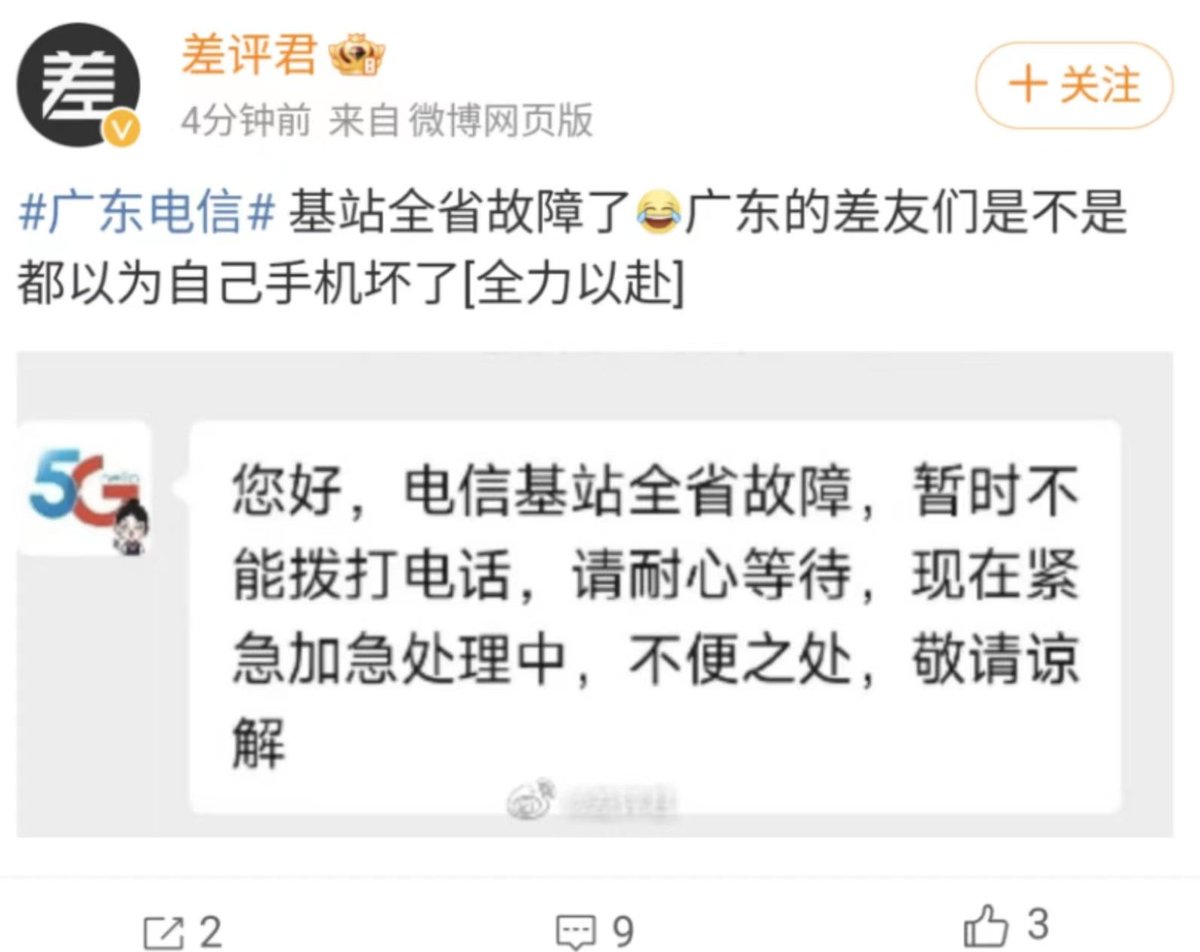 差
差评君
4分钟前 来自 微博网页版
+ 关注
#广东电信# 基站全省故障了😂广东的差友们是不是
都以为自己手机坏了[全力以赴]
5G
您好，电信基站全省故障，暂时不
能拨打电话，请耐心等待，现在紧
急加急处理中，不便之处，敬请谅
解
2
9
3